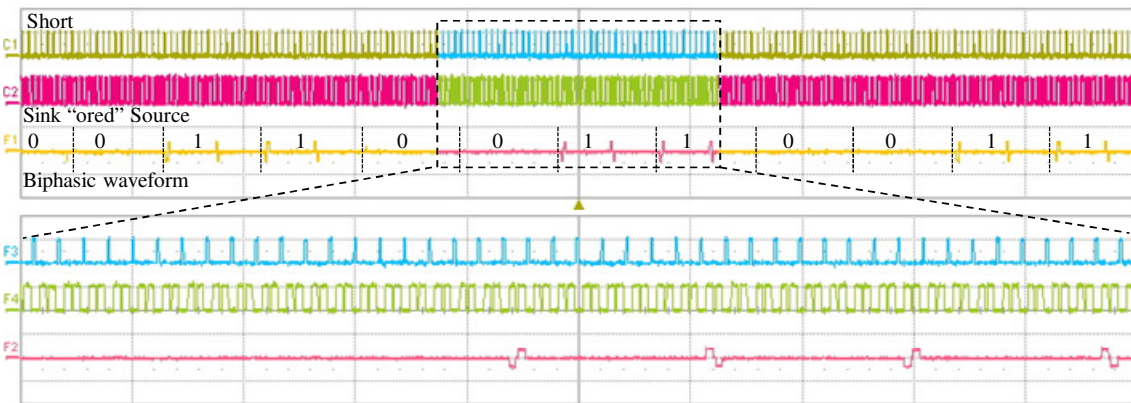 Short
C1
C2
Sink “ored” Source
0 0 1 1 0 0 1 1 0 0 1 1
F1
Biphasic waveform
F3
F4
F2